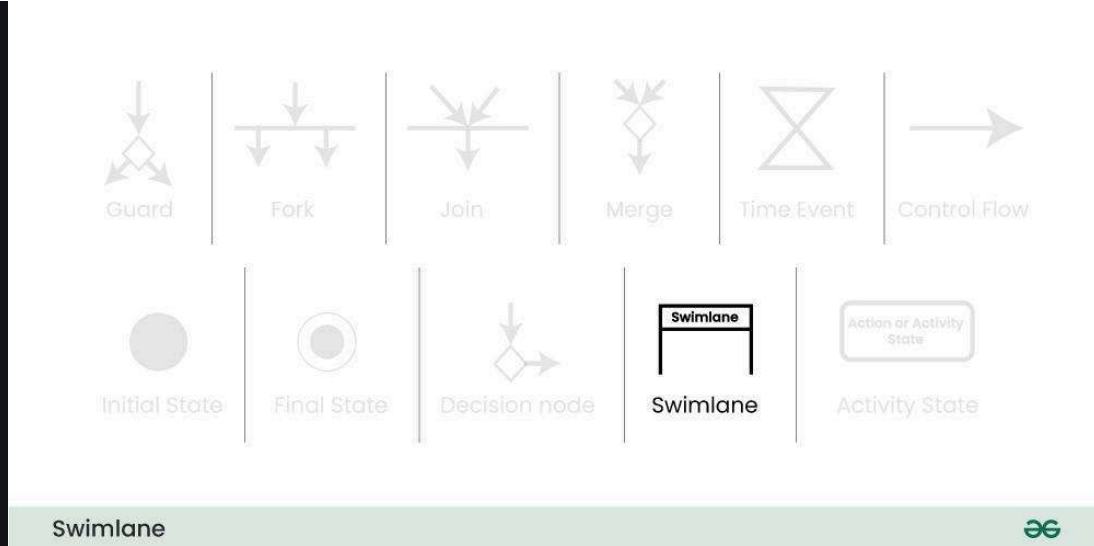 Guard
Fork
Join
Merge
Time Event
Control Flow
Swimlane
Action or Activity
State
Initial State
Final State
Decision node
Swimlane
Activity State
Swimlane